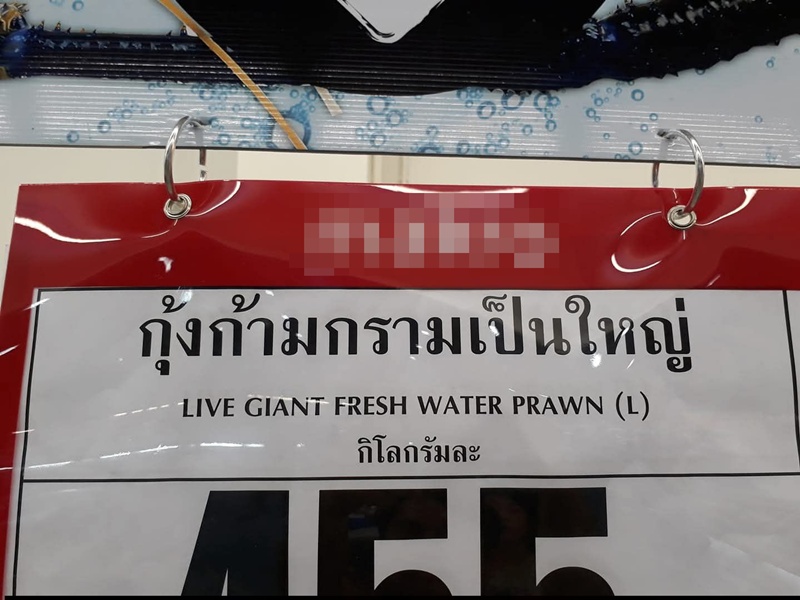 กุ้งก้ามกรามเป็นใหญ่
LIVE GIANT FRESH WATER PRAWN (L)
กิโลกรัมละ
455